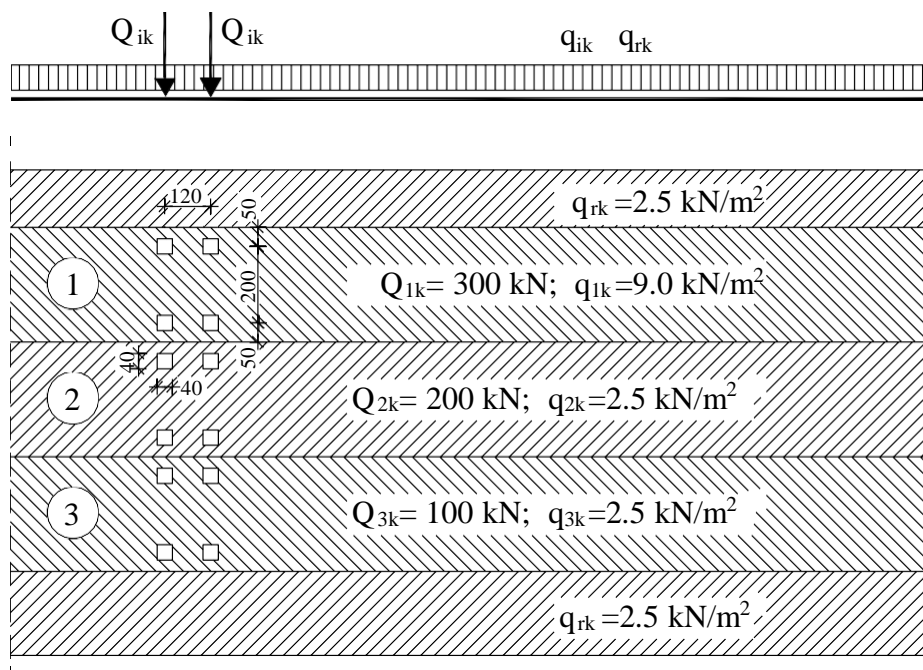 Q ik Q ik q ik q rk
120
50
q rk = 2.5 kN/m²
1
200
Q 1k = 300 kN; q 1k = 9.0 kN/m²
50
40
40
2
Q 2k = 200 kN; q 2k = 2.5 kN/m²
3
Q 3k = 100 kN; q 3k = 2.5 kN/m²
q rk = 2.5 kN/m²